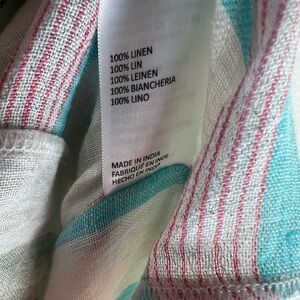 100% LINEN
100% LIN
100% LEINEN
100% BIANCHERIA
100% LINO
MADE IN INDIA
FABRIQUÉ EN INDE
HECHO EN INDIA